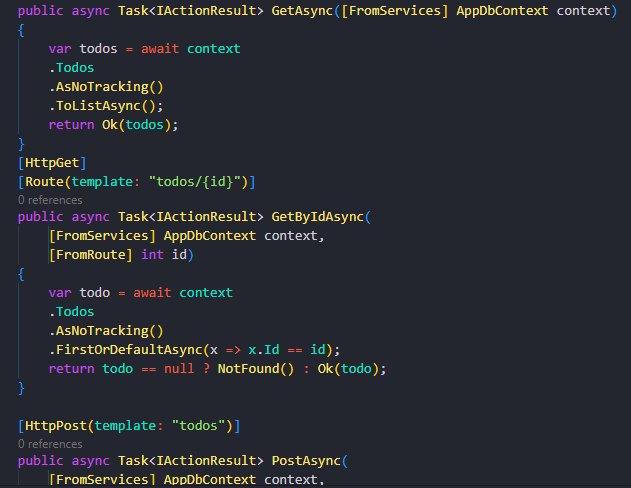 public async Task<IActionResult> GetAsync([FromServices] AppDbContext context)
{
    var todos = await context
    .Todos
    .AsNoTracking()
    .ToListAsync();
    return Ok(todos);
}
[HttpGet]
[Route(template: "todos/{id}")]
0 references
public async Task<IActionResult> GetByIdAsync(
    [FromServices] AppDbContext context,
    [FromRoute] int id)
{
    var todo = await context
    .Todos
    .AsNoTracking()
    .FirstOrDefaultAsync(x => x.Id == id);
    return todo == null ? NotFound() : Ok(todo);
}

[HttpPost(template: "todos")]
0 references
public async Task<IActionResult> PostAsync(
    [FromServices] AppDbContext context,